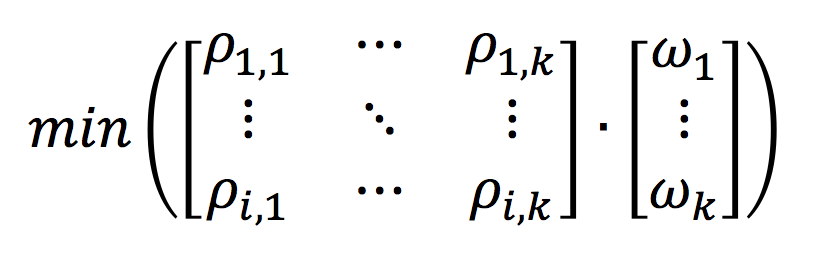 min([ρ1,1 ⋯ ρ1,k
⋮ ⋱ ⋮
ρi,1 ⋯ ρi,k] · [ω1
⋮
ωk])